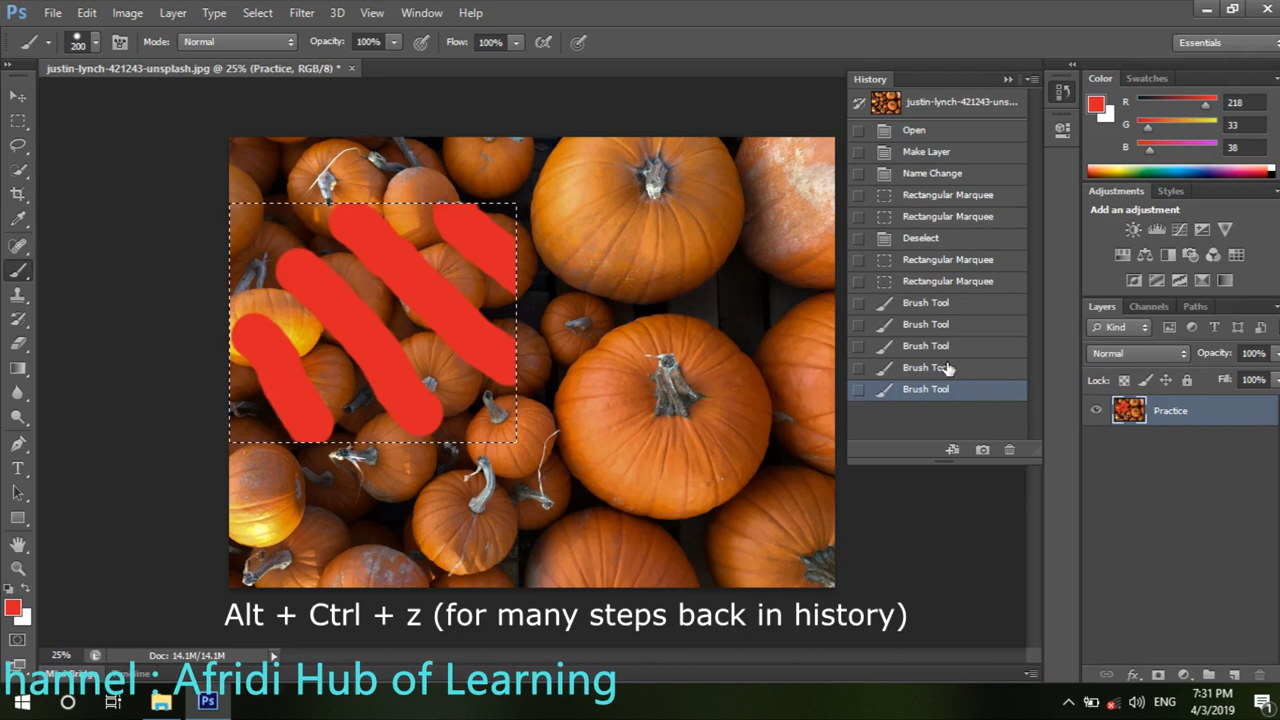 Ps File Edit Image Layer Type Select Filter 3D View Window Help
200 Mode: Normal Opacity: 100% Flow: 100% Essentials
justin-lynch-421243-unsplash.jpg @ 25% (Practice, RGB/8) * ×
History
justin-lynch-421243-uns...
Open
Make Layer
Name Change
Rectangular Marquee
Rectangular Marquee
Deselect
Rectangular Marquee
Rectangular Marquee
Brush Tool
Brush Tool
Brush Tool
Brush Tool
Brush Tool
Color Swatches
R 218
G 33
B 38
Adjustments Styles
Add an adjustment
Layers Channels Paths
Kind
Normal Opacity: 100%
Lock: Fill: 100%
Practice
Alt + Ctrl + z (for many steps back in history)
25% Doc: 14.1M/14.1M
hannel : Afridi Hub of Learning
Ps ENG 7:31 PM
4/3/2019